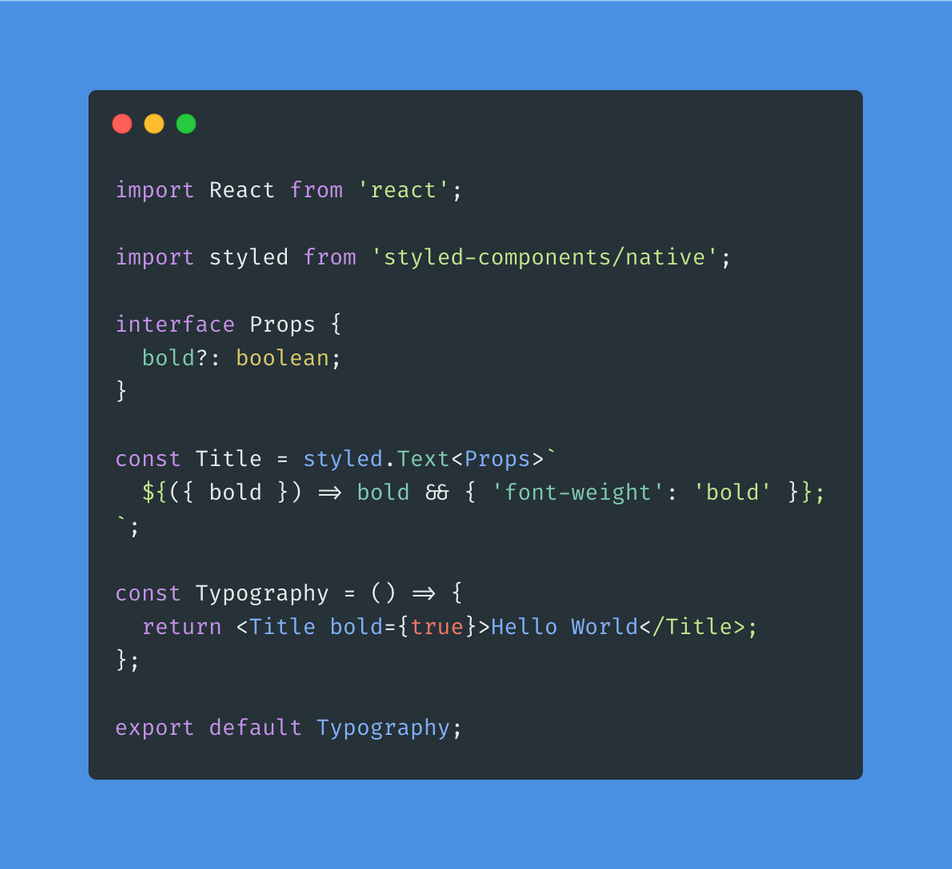 import React from 'react';
import styled from 'styled-components/native';
interface Props {
  bold?: boolean;
}
const Title = styled.Text<Props>`
  ${({ bold }) => bold && { 'font-weight': 'bold' }};
`;
const Typography = () => {
  return <Title bold={true}>Hello World</Title>;
};
export default Typography;